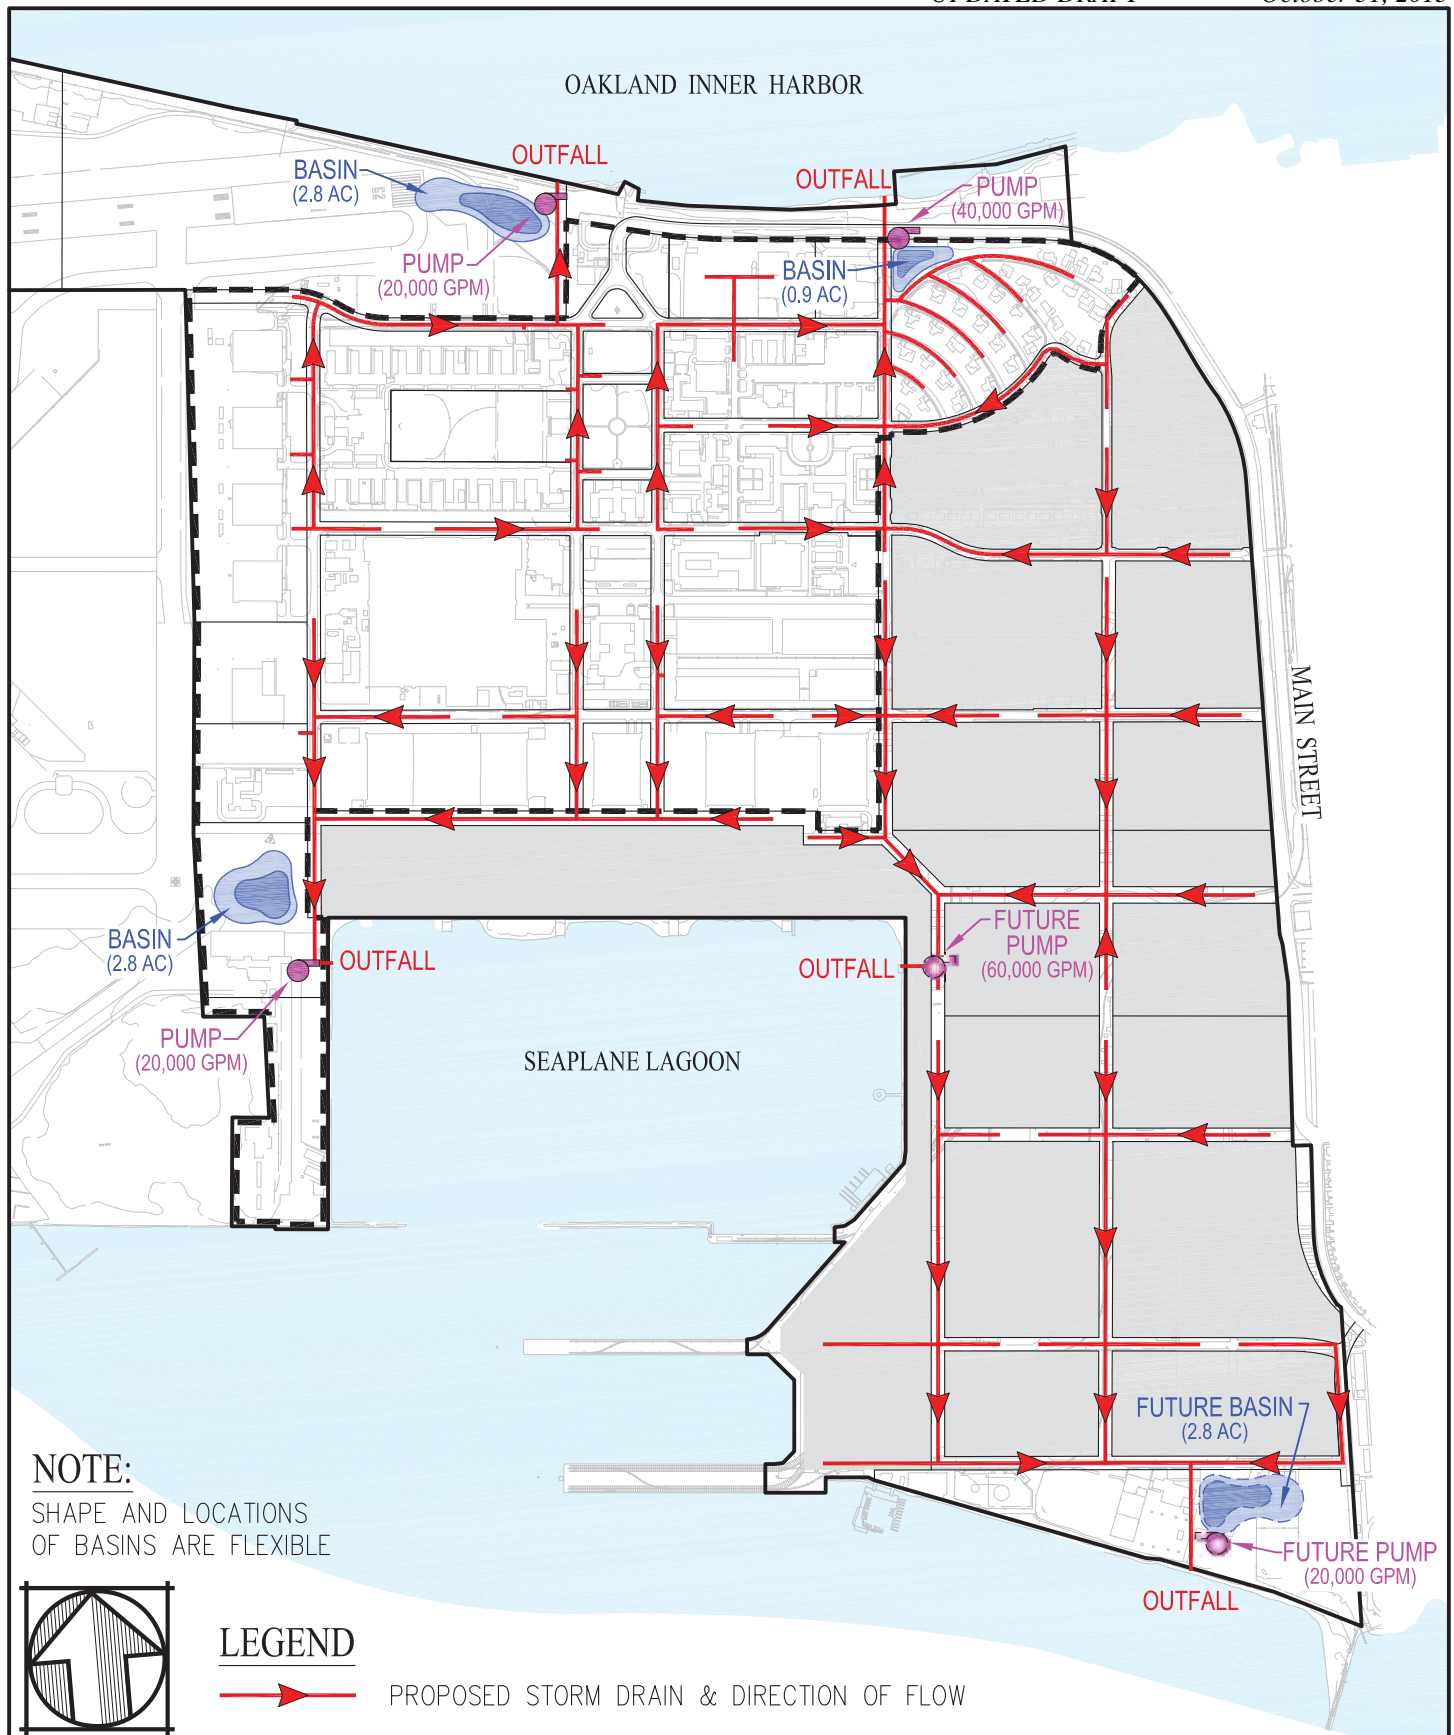 OAKLAND INNER HARBOR
OUTFALL
BASIN
(2.8 AC)
OUTFALL
PUMP
(40,000 GPM)
PUMP
(20,000 GPM)
BASIN
(0.9 AC)
MAIN STREET
BASIN
(2.8 AC)
OUTFALL
PUMP
(20,000 GPM)
FUTURE
PUMP
(60,000 GPM)
OUTFALL
SEAPLANE LAGOON
FUTURE BASIN
(2.8 AC)
FUTURE PUMP
(20,000 GPM)
OUTFALL
NOTE:
SHAPE AND LOCATIONS
OF BASINS ARE FLEXIBLE
LEGEND
PROPOSED STORM DRAIN & DIRECTION OF FLOW